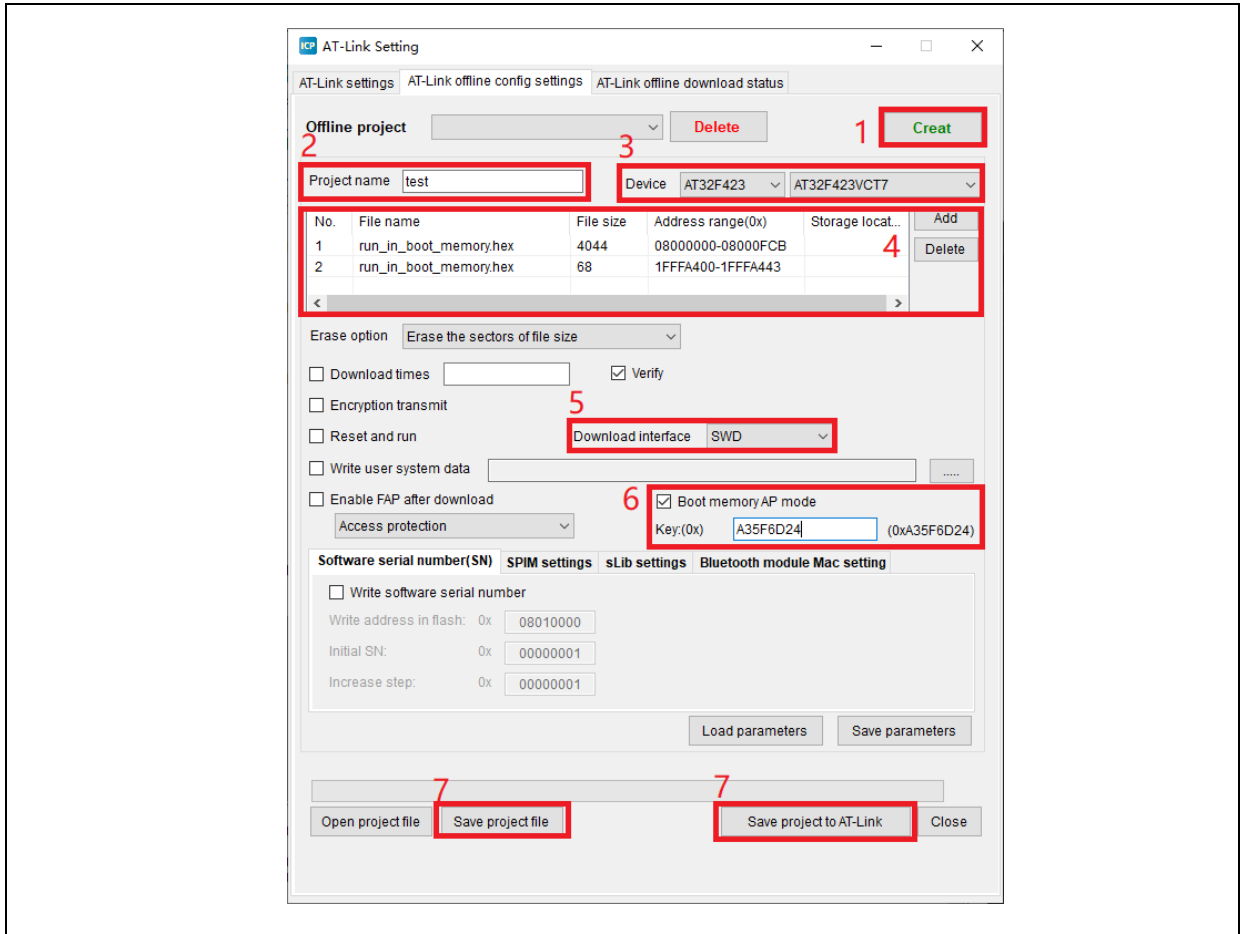 ICP AT-Link Setting
AT-Link settings AT-Link offline config settings AT-Link offline download status
Offline project Delete 1 Creat
2 3
Project name test Device AT32F423 AT32F423VCT7
No. File name File size Address range(0x) Storage locat... Add
1 run_in_boot_memory.hex 4044 08000000-08000FCB 4 Delete
2 run_in_boot_memory.hex 68 1FFFA400-1FFFA443
Erase option Erase the sectors of file size
Download times Verify
Encryption transmit 5
Reset and run Download interface SWD
Write user system data .....
Enable FAP after download 6 Boot memory AP mode
Access protection Key:(0x) A35F6D24 (0xA35F6D24)
Software serial number(SN) SPIM settings sLib settings Bluetooth module Mac setting
Write software serial number
Write address in flash: 0x 08010000
Initial SN: 0x 00000001
Increase step: 0x 00000001
Load parameters Save parameters
7 7
Open project file Save project file Save project to AT-Link Close